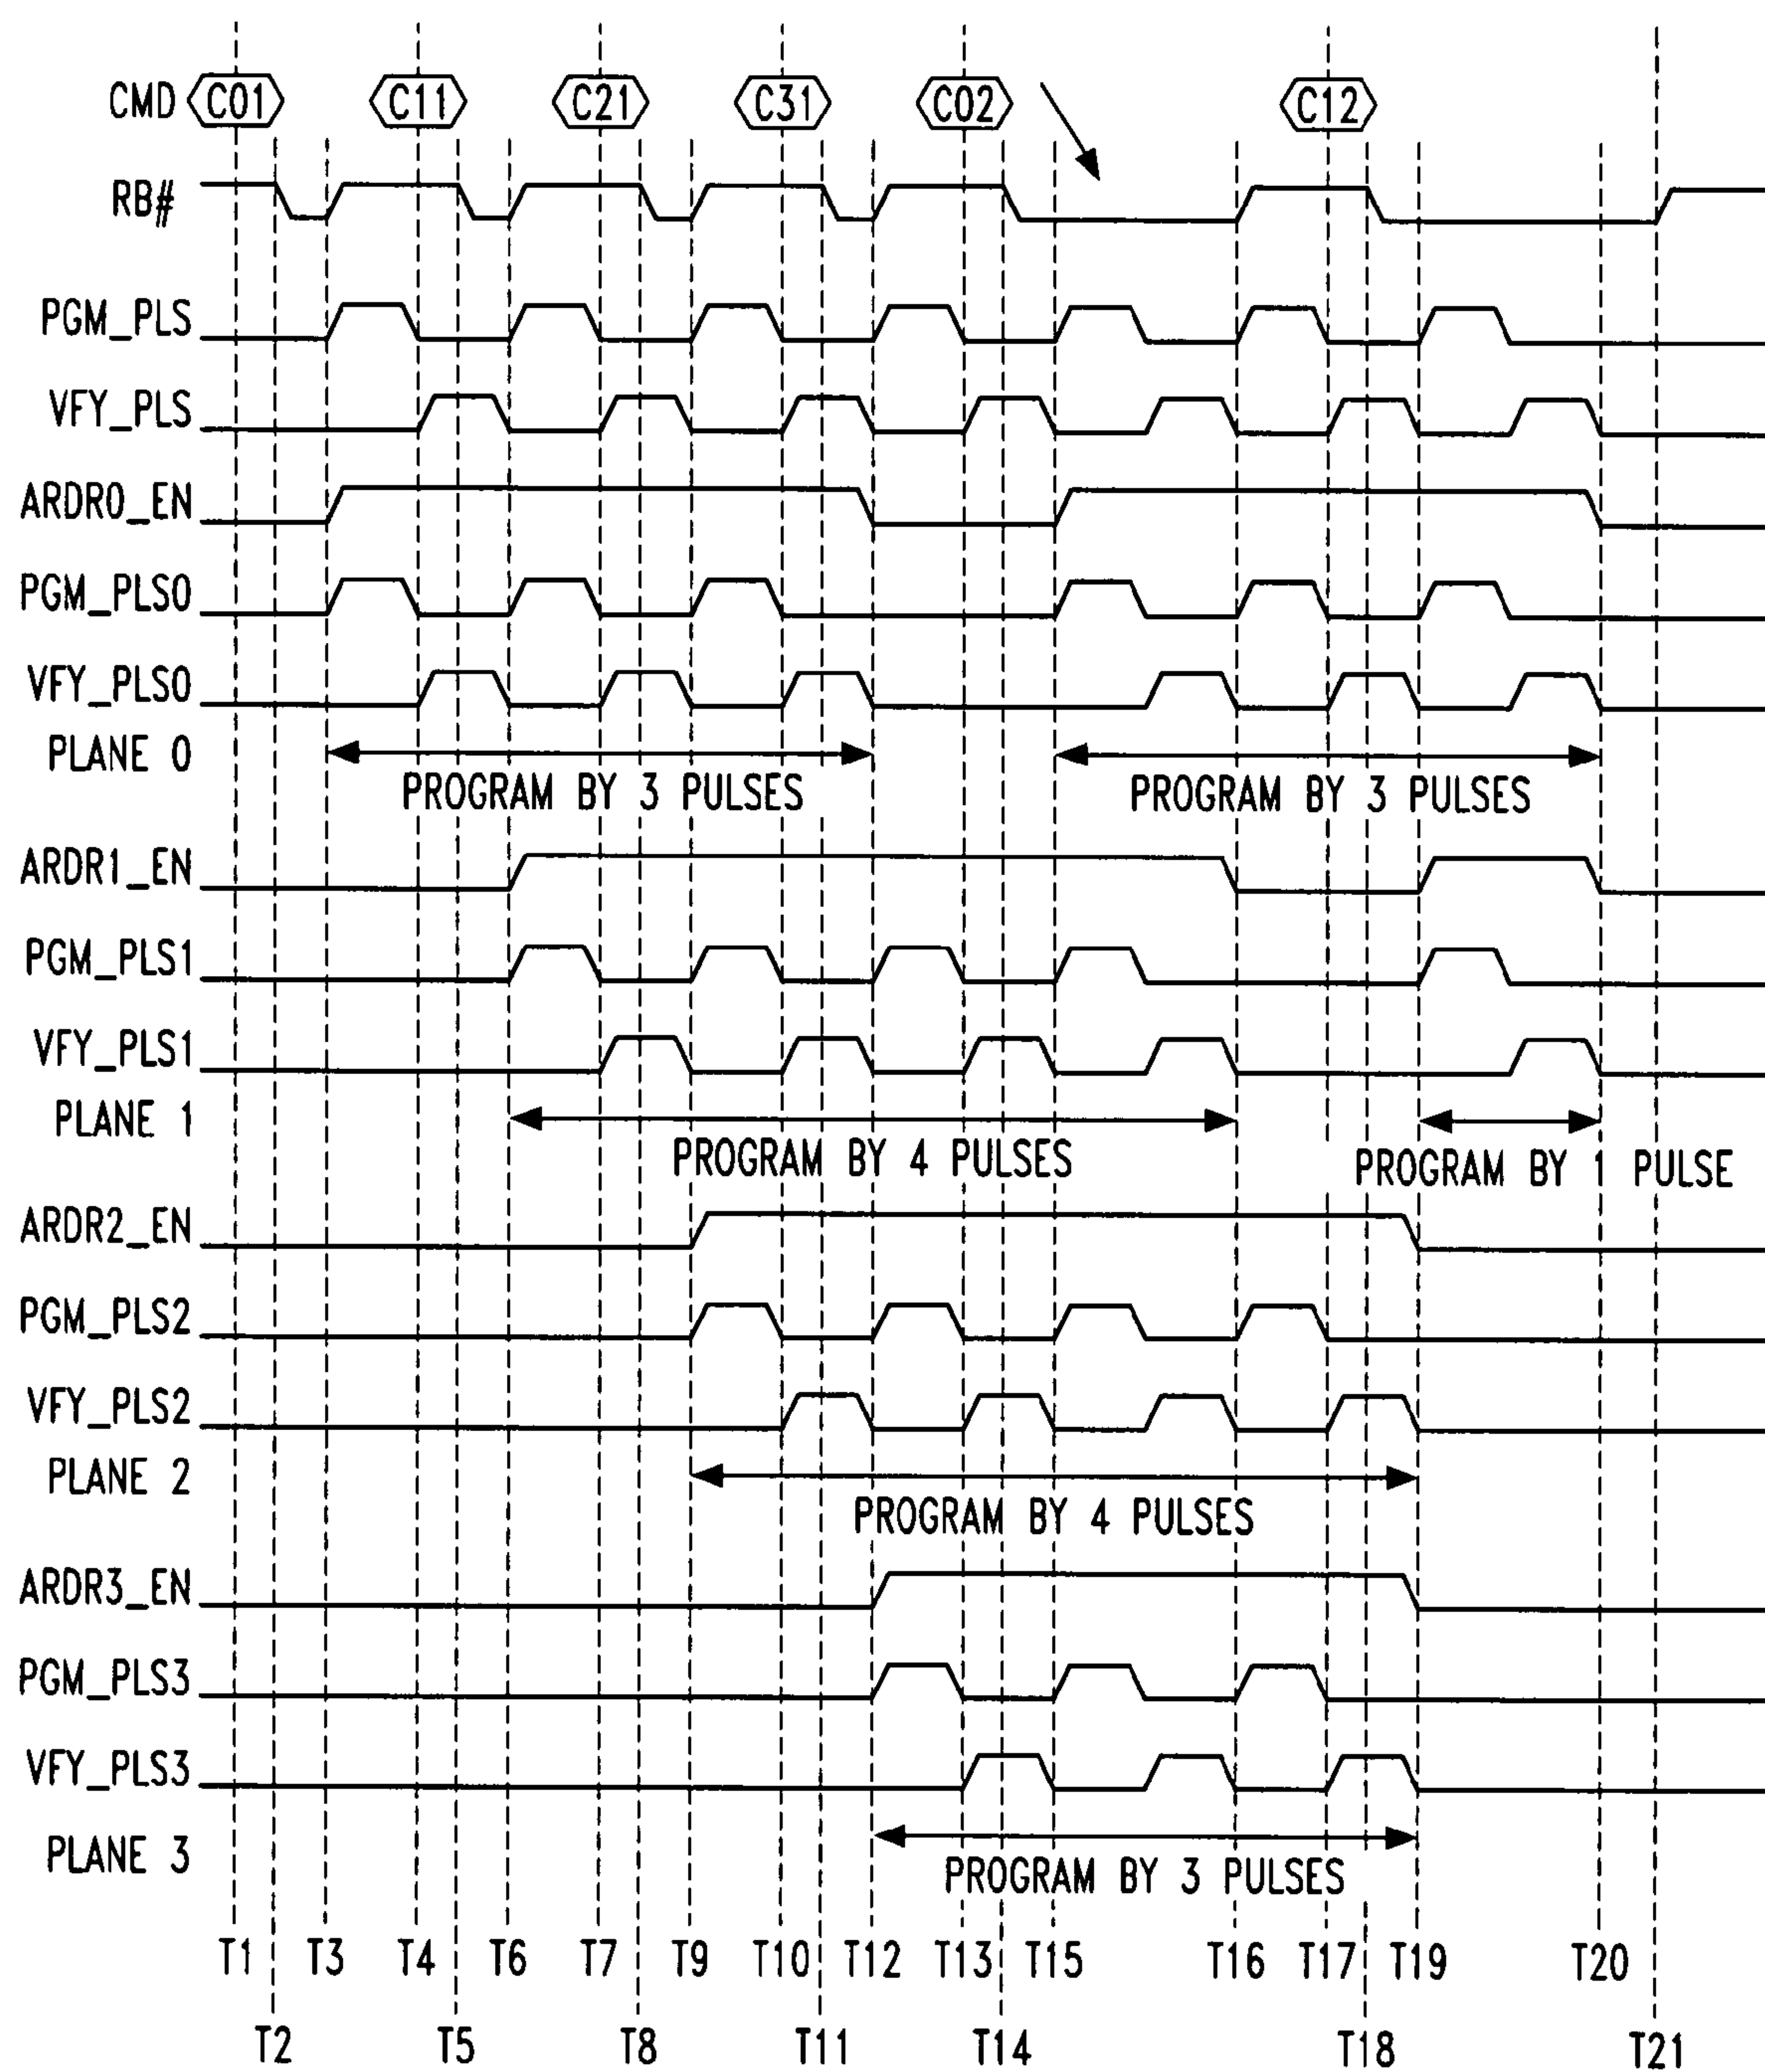 CMD C01 C11 C21 C31 C02 C12
RB#
PGM_PLS
VFY_PLS
ARDR0_EN
PGM_PLS0
VFY_PLS0
PLANE 0
PROGRAM BY 3 PULSES PROGRAM BY 3 PULSES
ARDR1_EN
PGM_PLS1
VFY_PLS1
PLANE 1
PROGRAM BY 4 PULSES PROGRAM BY 1 PULSE
ARDR2_EN
PGM_PLS2
VFY_PLS2
PLANE 2
PROGRAM BY 4 PULSES
ARDR3_EN
PGM_PLS3
VFY_PLS3
PLANE 3
PROGRAM BY 3 PULSES
T1 T3 T4 T6 T7 T9 T10 T12 T13 T15 T16 T17 T19 T20
T2 T5 T8 T11 T14 T18 T21